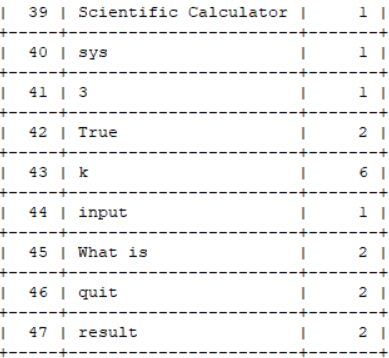 | 39 | Scientific Calculator | 1 |
+----+-----------------------+-------+
| 40 | sys | 1 |
+----+-----------------------+-------+
| 41 | 3 | 1 |
+----+-----------------------+-------+
| 42 | True | 2 |
+----+-----------------------+-------+
| 43 | k | 6 |
+----+-----------------------+-------+
| 44 | input | 1 |
+----+-----------------------+-------+
| 45 | What is | 2 |
+----+-----------------------+-------+
| 46 | quit | 2 |
+----+-----------------------+-------+
| 47 | result | 2 |
+----+-----------------------+-------+